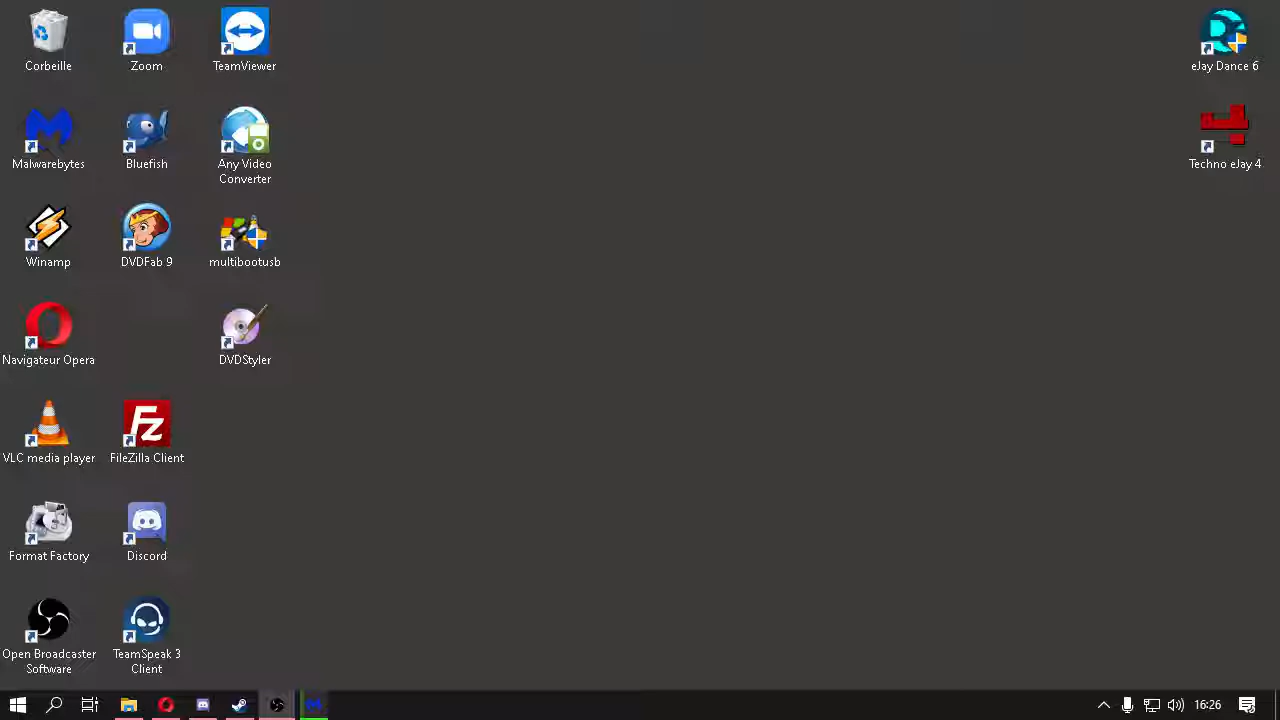 Corbeille
Zoom
TeamViewer
eJay Dance 6
Malwarebytes
Bluefish
Any Video
Converter
Techno eJay 4
Winamp
DVDFab 9
multibootusb
Navigateur Opera
DVDStyler
VLC media player
Fz
FileZilla Client
Format Factory
Discord
Open Broadcaster
Software
TeamSpeak 3
Client
16:26